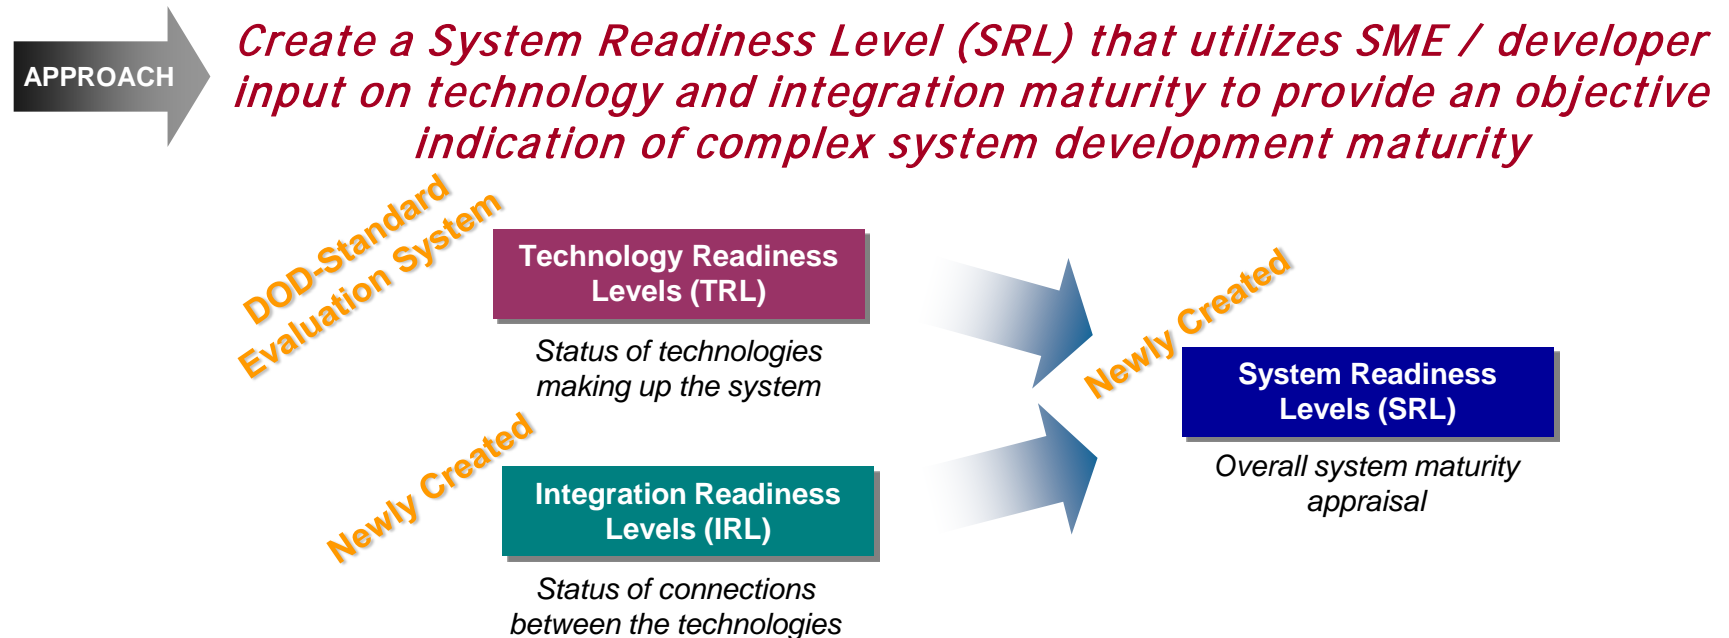 APPROACH
Create a System Readiness Level (SRL) that utilizes SME / developer
input on technology and integration maturity to provide an objective
indication of complex system development maturity
DOD-Standard
Evaluation System
Technology Readiness
Levels (TRL)
Status of technologies
making up the system
Newly Created
Integration Readiness
Levels (IRL)
Status of connections
between the technologies
Newly Created
System Readiness
Levels (SRL)
Overall system maturity
appraisal